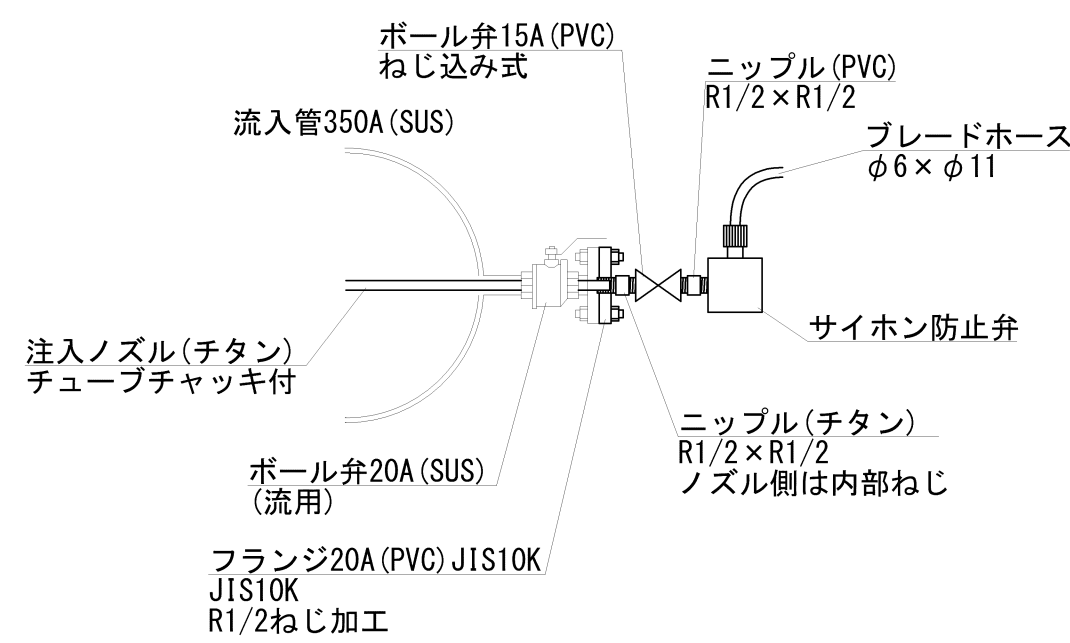 ボール弁15A(PVC)
ねじ込み式
ニップル(PVC)
R1/2×R1/2
流入管350A(SUS)
ブレードホース
φ6×φ11
サイホン防止弁
注入ノズル(チタン)
チューブチャッキ付
ニップル(チタン)
R1/2×R1/2
ノズル側は内部ねじ
ボール弁20A(SUS)
(流用)
フランジ20A(PVC)JIS10K
JIS10K
R1/2ねじ加工